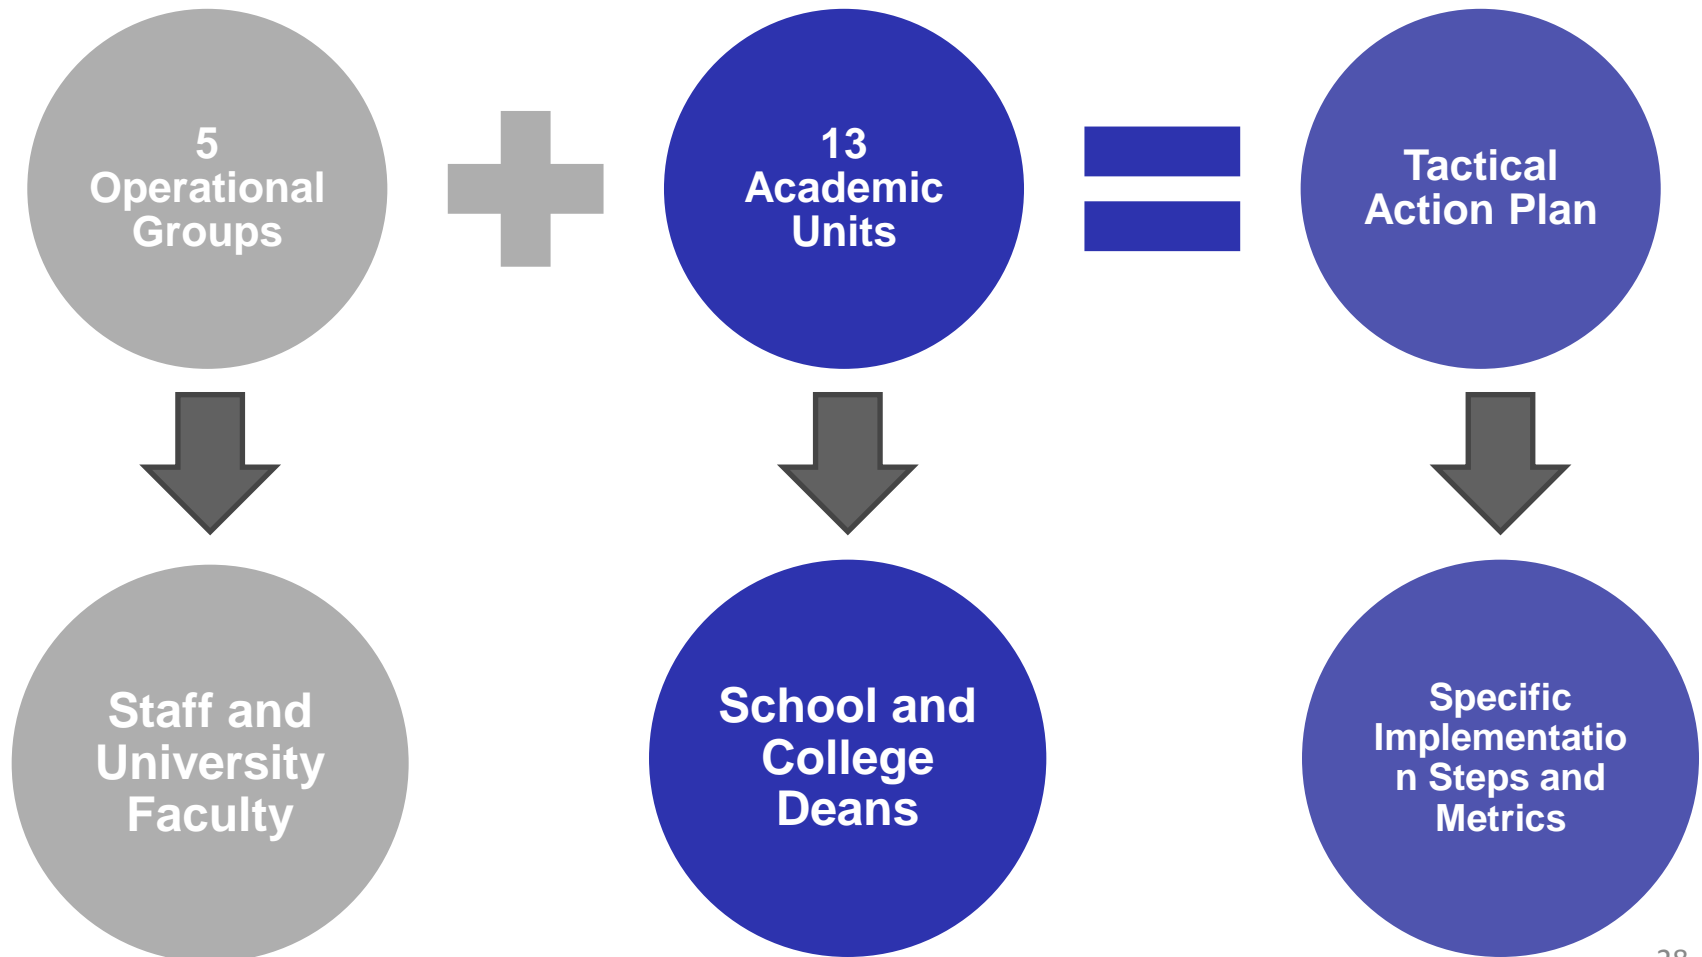 5
Operational
Groups
13
Academic
Units
Tactical
Action Plan
Staff and
University
Faculty
School and
College
Deans
Specific
Implementatio
n Steps and
Metrics
28